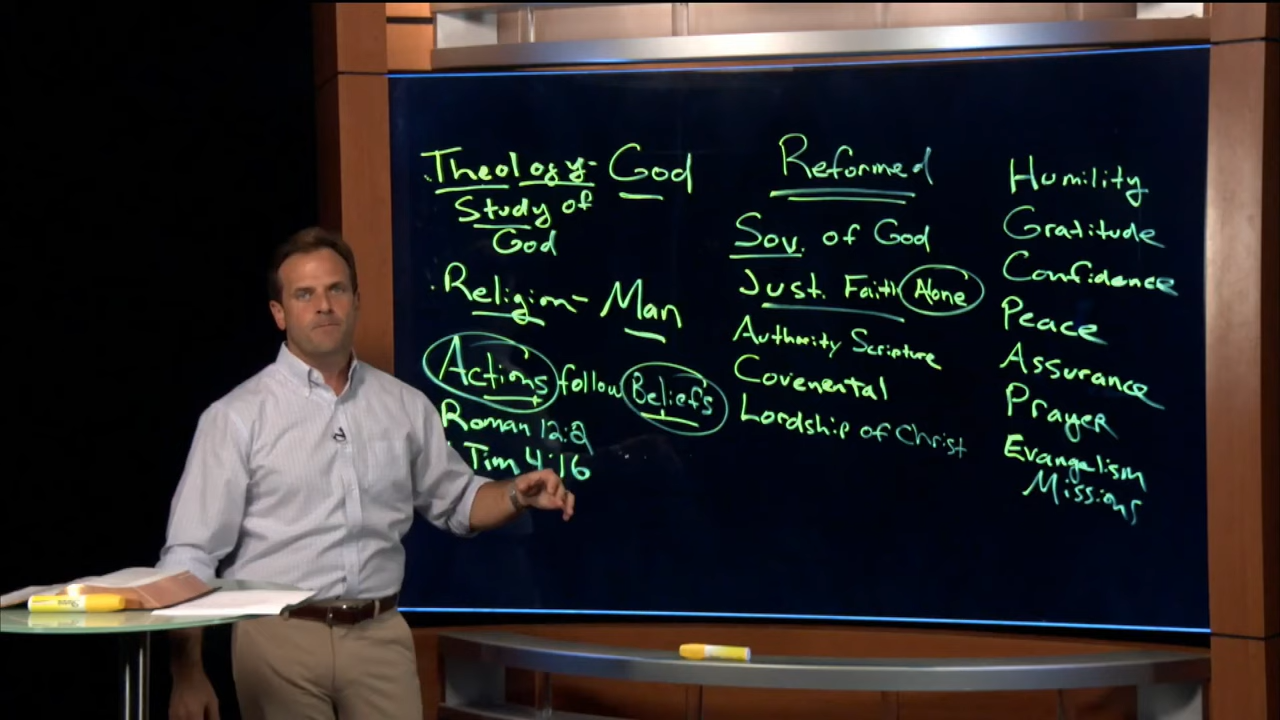 Theology- God
Study of
God
Religion- Man
Actions follow Beliefs
Roman 12:2
Tim 4:16
Reformed
Sov. of God
Just. Faith Alone
Authority Scripture
Covenental
Lordship of Christ
Humility
Gratitude
Confidence
Peace
Assurance
Prayer
Evangelism
Missions